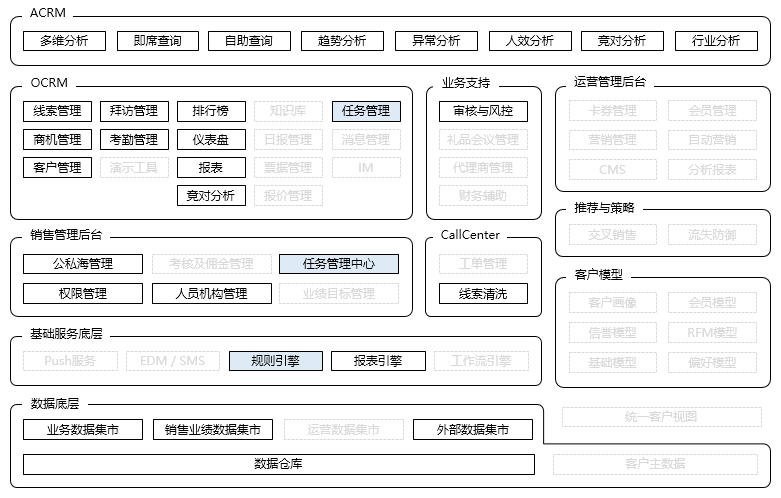 ACRM
多维分析 即席查询 自助查询 趋势分析 异常分析 人效分析 竞对分析 行业分析
OCRM
线索管理 拜访管理 排行榜 知识库 任务管理
商机管理 考勤管理 仪表盘 日报管理 消息管理
客户管理 演示工具 报表 票据管理 IM
竞对分析 报价管理
业务支持
审核与风控
礼品会议管理
代理商管理
财务辅助
运营管理后台
卡券管理 会员管理
营销管理 自动营销
CMS 分析报表
推荐与策略
交叉销售 流失防御
销售管理后台
公私海管理 考核及佣金管理 任务管理中心
权限管理 人员机构管理 业绩目标管理
CallCenter
工单管理
线索清洗
客户模型
客户画像 会员模型
信誉模型 RFM模型
基础模型 偏好模型
基础服务底层
Push服务 EDM / SMS 规则引擎 报表引擎 工作流引擎
数据底层
业务数据集市 销售业绩数据集市 运营数据集市 外部数据集市
统一客户视图
数据仓库 客户主数据